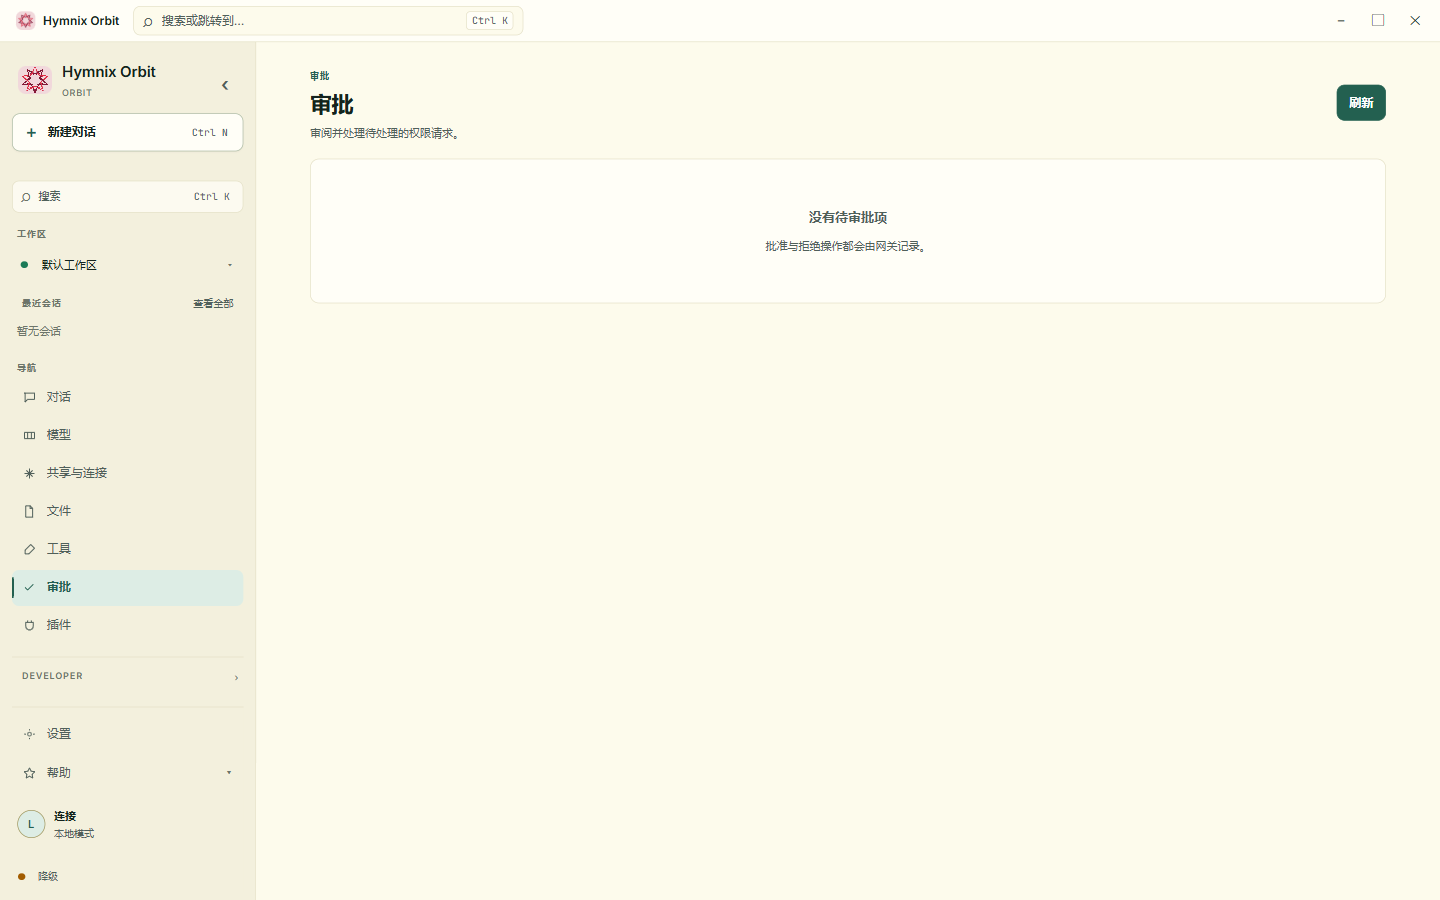 Hymnix Orbit
搜索或跳转到...
Ctrl K
Hymnix Orbit
ORBIT
新建对话
Ctrl N
搜索
Ctrl K
工作区
默认工作区
最近会话
查看全部
暂无会话
导航
对话
模型
共享与连接
文件
工具
审批
插件
DEVELOPER
设置
帮助
L
连接
本地模式
降级
审批
审批
审阅并处理待处理的权限请求。
刷新
没有待审批项
批准与拒绝操作都会由网关记录。